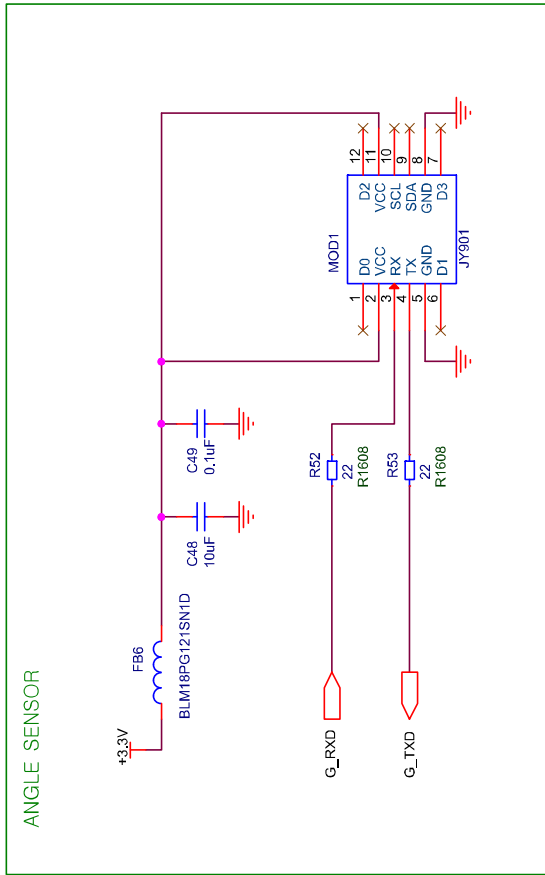 ANGLE SENSOR
+3.3V
FB6
BLM18PG121SN1D
C48
10uF
C49
0.1uF
G_RXD
G_TXD
R52
22
R1608
R53
22
R1608
MOD1
JY901
1 D0
2 VCC
3 RX
4 TX
5 GND
6 D1
D2 12
VCC 11
SCL 10
SDA 9
GND 8
D3 7